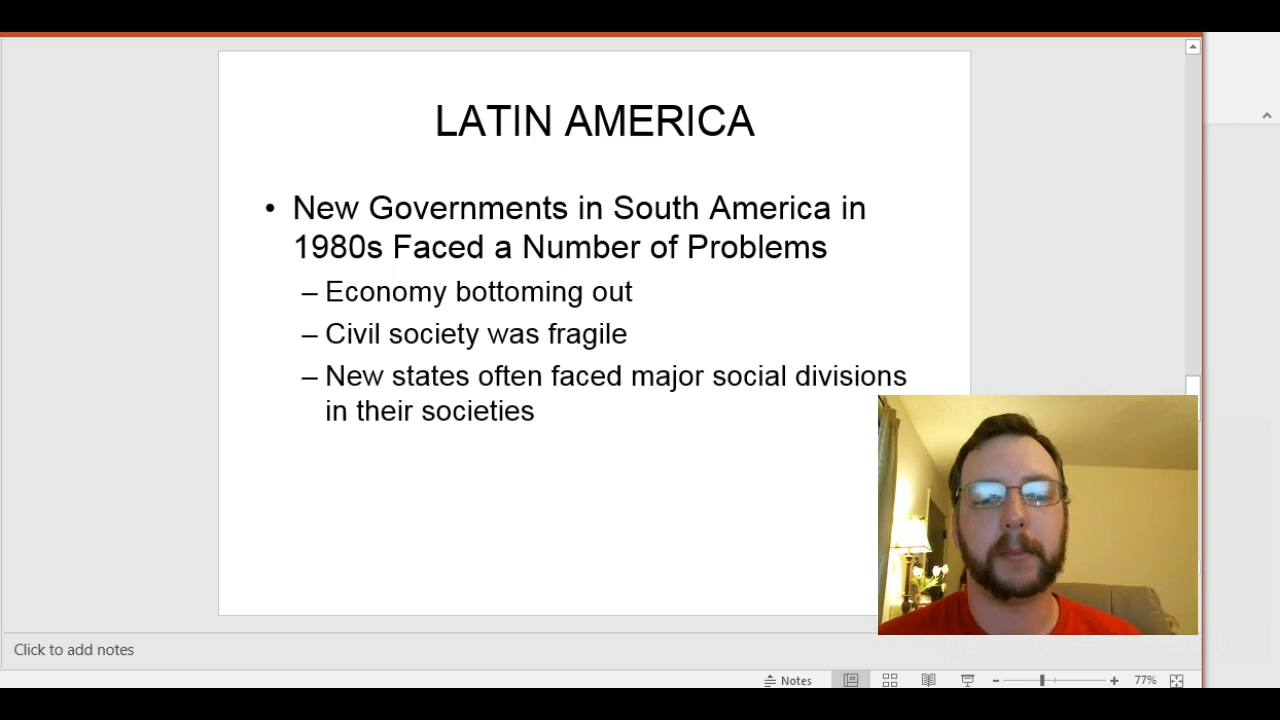 LATIN AMERICA
• New Governments in South America in
1980s Faced a Number of Problems
– Economy bottoming out
– Civil society was fragile
– New states often faced major social divisions
in their societies
Click to add notes
Notes
77%